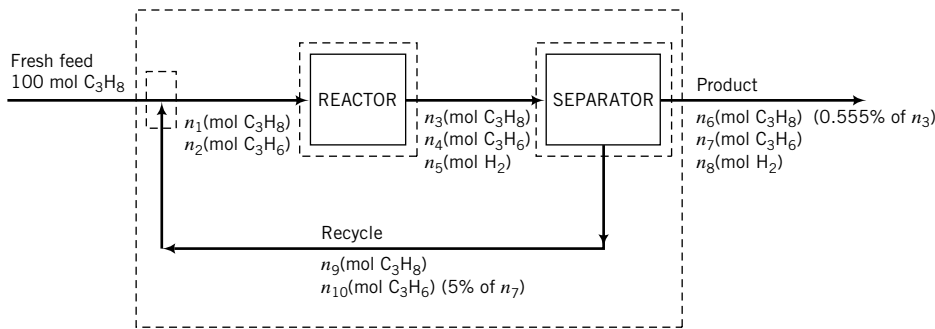 Fresh feed
100 mol C₃H₈
REACTOR
SEPARATOR
Product
n₁(mol C₃H₈)
n₂(mol C₃H₆)
n₃(mol C₃H₈)
n₄(mol C₃H₆)
n₅(mol H₂)
n₆(mol C₃H₈) (0.555% of n₃)
n₇(mol C₃H₆)
n₈(mol H₂)
Recycle
n₉(mol C₃H₈)
n₁₀(mol C₃H₆) (5% of n₇)